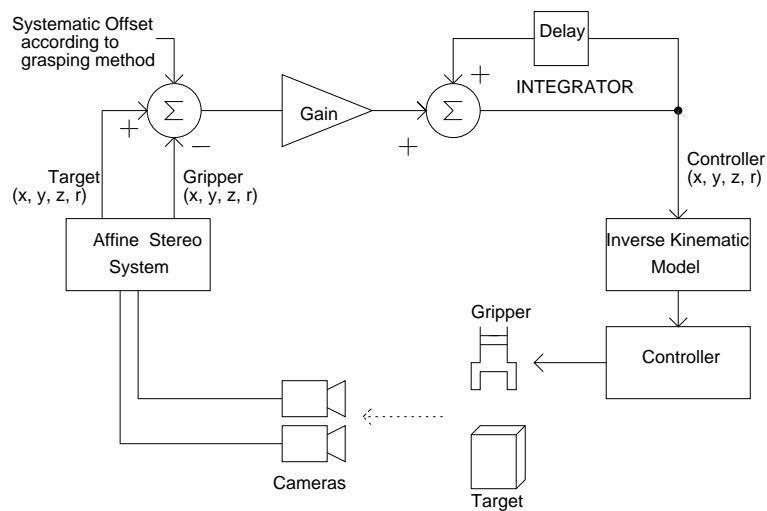 Systematic Offset
according to
grasping method
Σ
+
−
Gain
Σ
+
+
Delay
INTEGRATOR
Target
(x, y, z, r)
Gripper
(x, y, z, r)
Controller
(x, y, z, r)
Affine Stereo
System
Inverse Kinematic
Model
Controller
Gripper
Cameras
Target